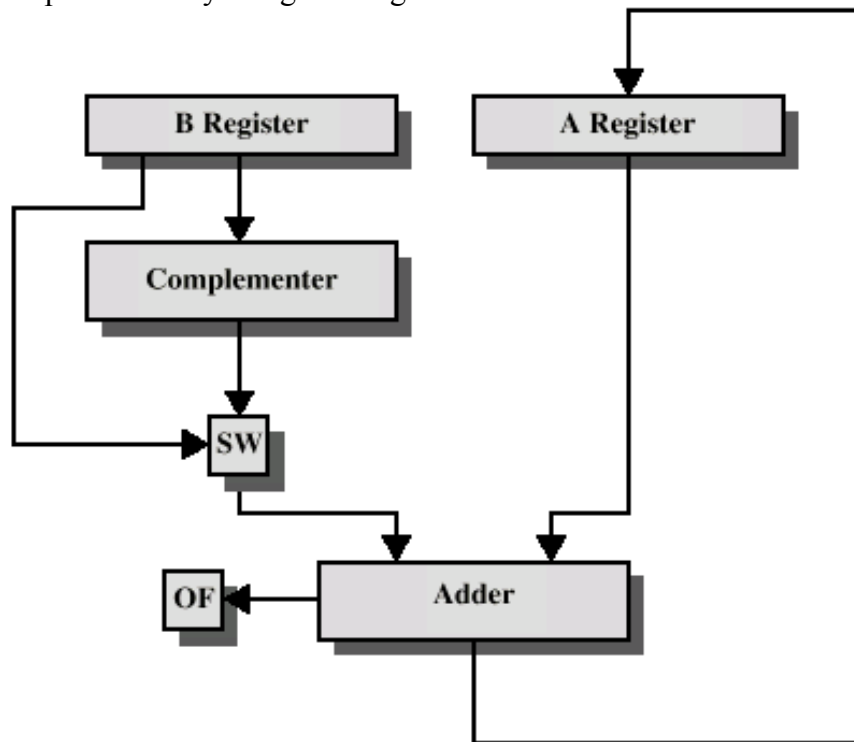 B Register
A Register
Complementer
SW
OF
Adder